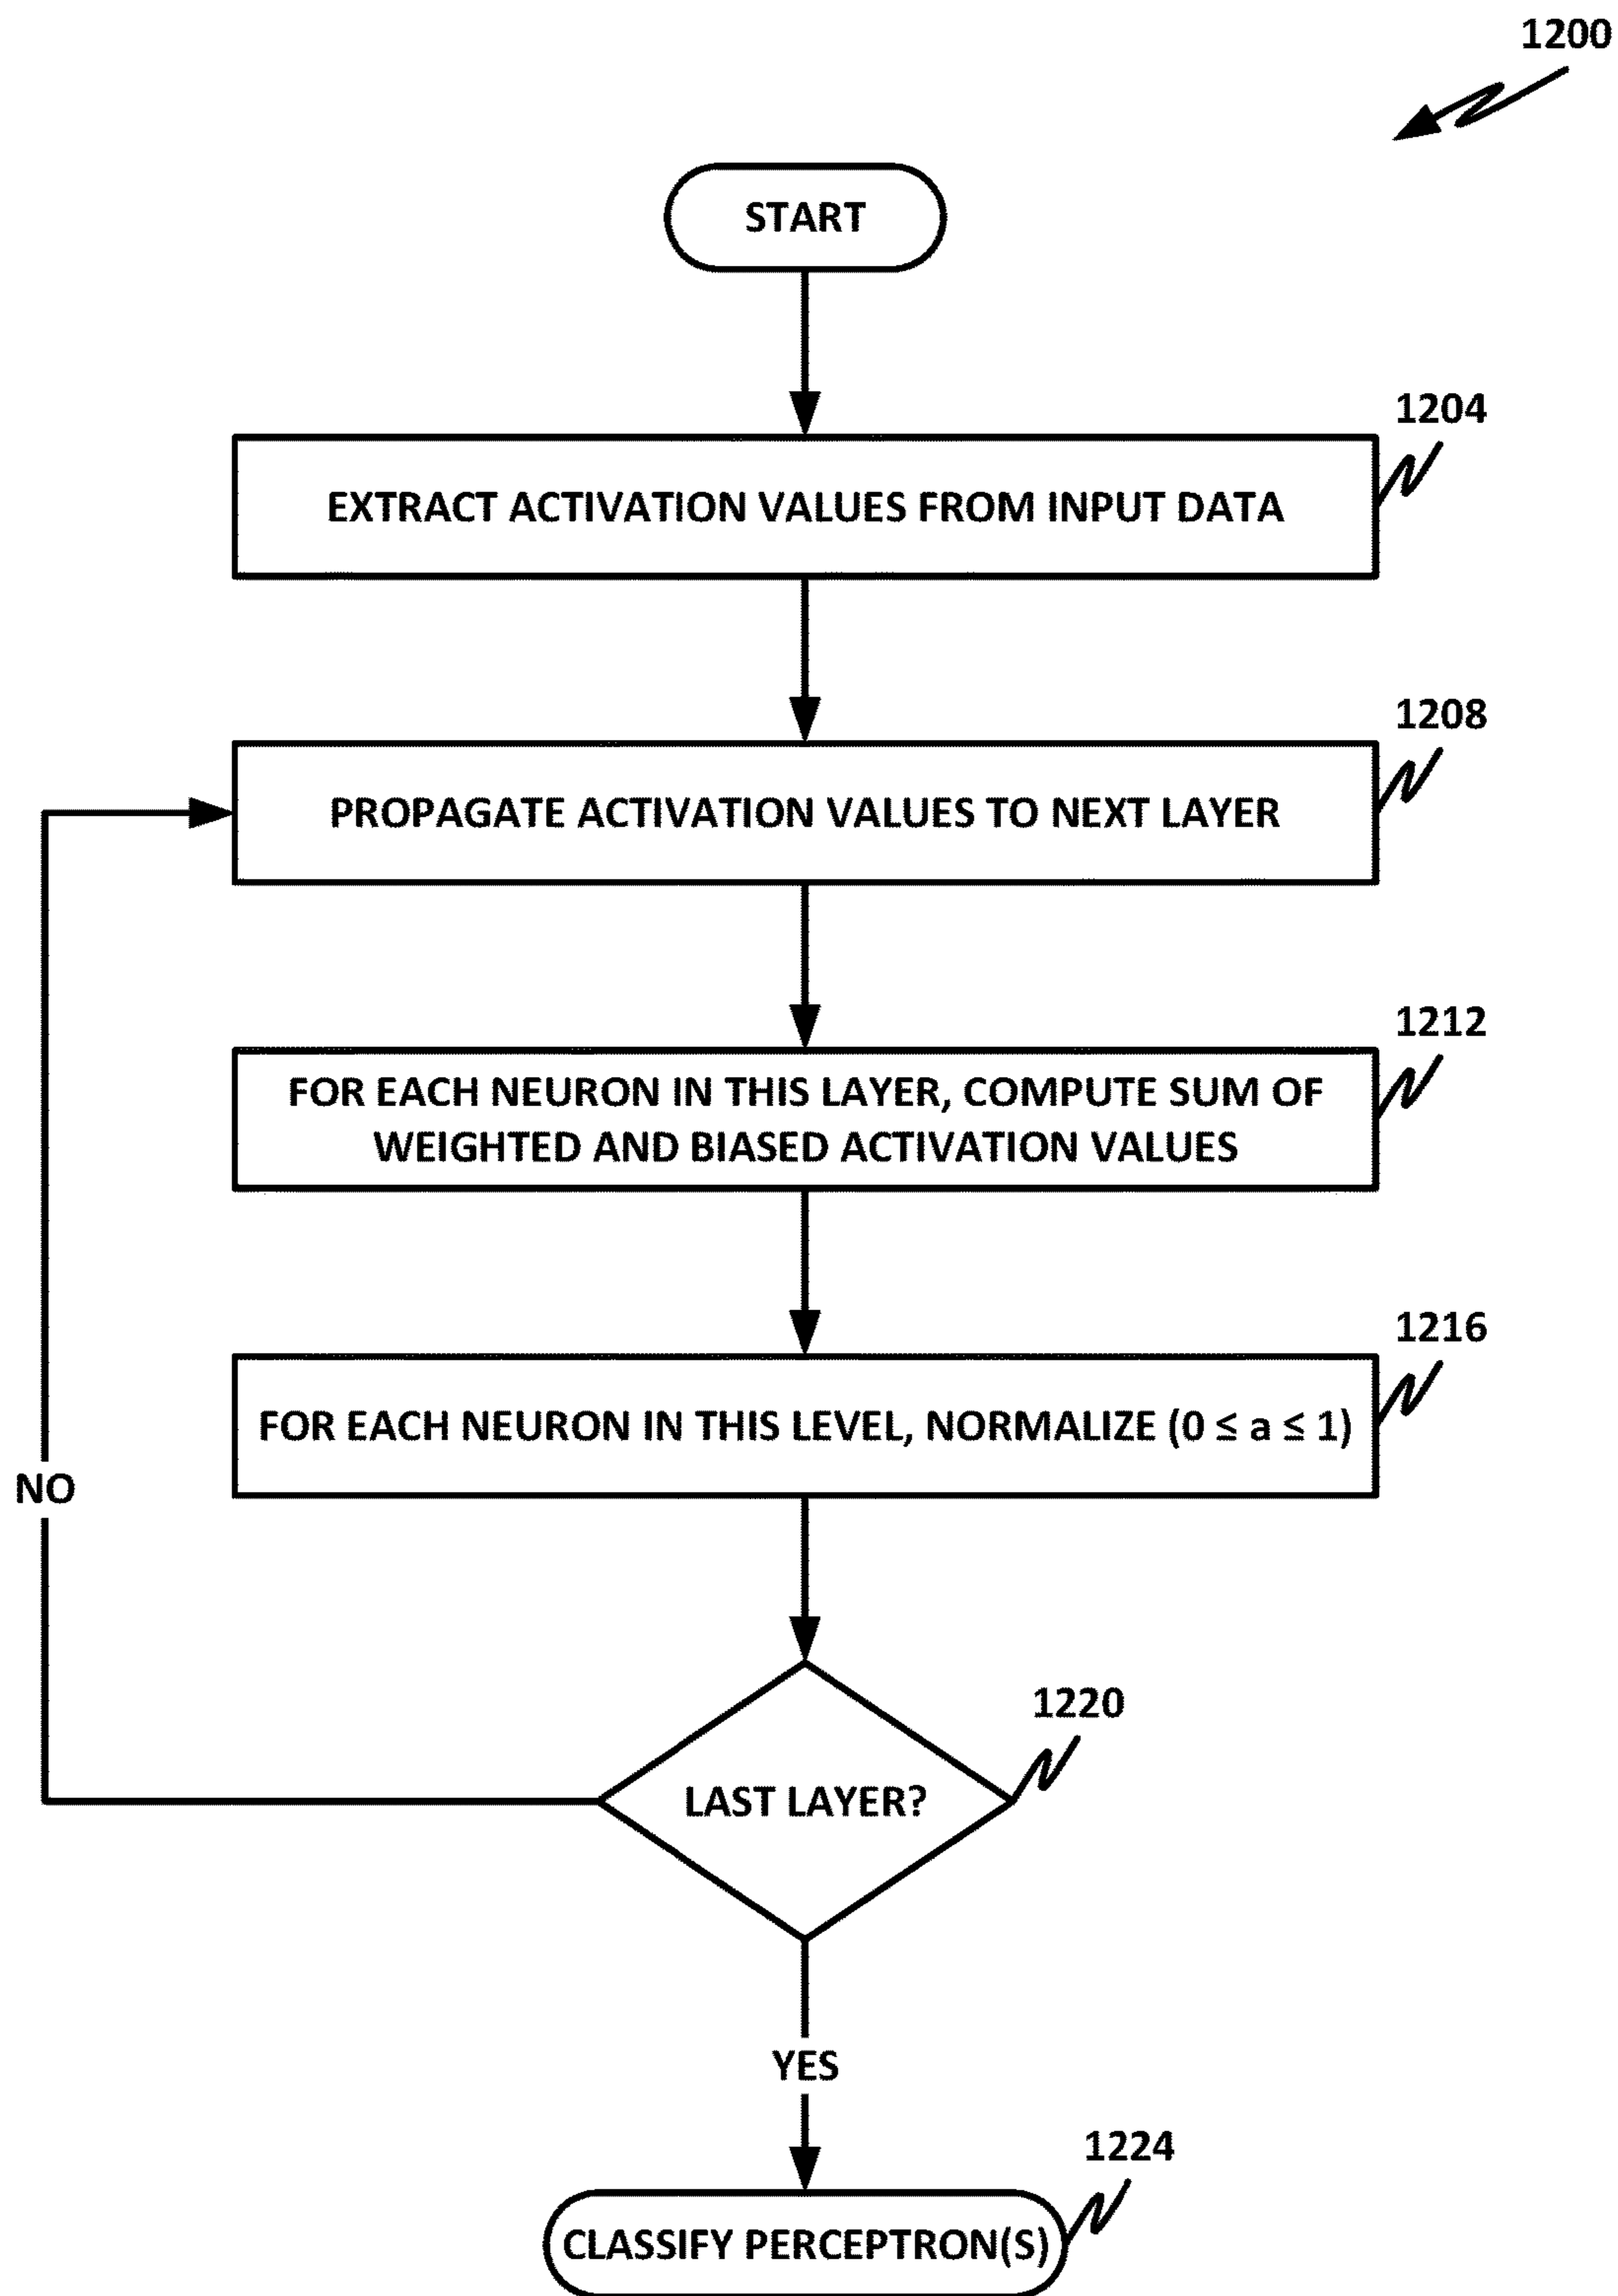 1200
START
1204
EXTRACT ACTIVATION VALUES FROM INPUT DATA
1208
PROPAGATE ACTIVATION VALUES TO NEXT LAYER
1212
FOR EACH NEURON IN THIS LAYER, COMPUTE SUM OF
WEIGHTED AND BIASED ACTIVATION VALUES
1216
FOR EACH NEURON IN THIS LEVEL, NORMALIZE (0 ≤ a ≤ 1)
NO
1220
LAST LAYER?
YES
1224
CLASSIFY PERCEPTRON(S)